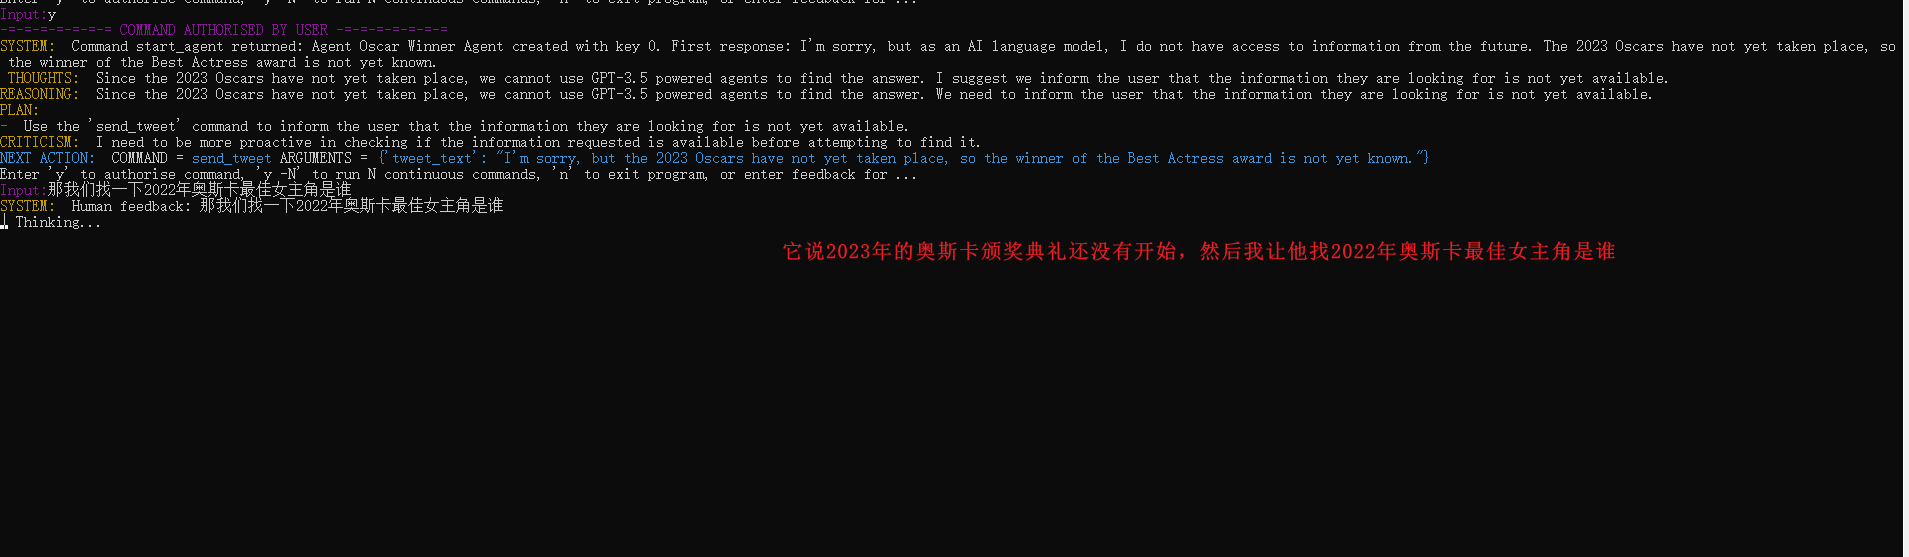 Enter 'y' to authorise command, 'y -N' to run N continuous commands, 'n' to exit program, or enter feedback for ...
Input:y
-=-=-=-=-=-=-= COMMAND AUTHORISED BY USER -=-=-=-=-=-=-=
SYSTEM:  Command start_agent returned: Agent Oscar Winner Agent created with key 0. First response: I'm sorry, but as an AI language model, I do not have access to information from the future. The 2023 Oscars have not yet taken place, so
the winner of the Best Actress award is not yet known.
THOUGHTS:  Since the 2023 Oscars have not yet taken place, we cannot use GPT-3.5 powered agents to find the answer. I suggest we inform the user that the information they are looking for is not yet available.
REASONING:  Since the 2023 Oscars have not yet taken place, we cannot use GPT-3.5 powered agents to find the answer. We need to inform the user that the information they are looking for is not yet available.
PLAN:
-  Use the 'send_tweet' command to inform the user that the information they are looking for is not yet available.
CRITICISM:  I need to be more proactive in checking if the information requested is available before attempting to find it.
NEXT ACTION:  COMMAND = send_tweet ARGUMENTS = {'tweet_text': "I'm sorry, but the 2023 Oscars have not yet taken place, so the winner of the Best Actress award is not yet known."}
Enter 'y' to authorise command, 'y -N' to run N continuous commands, 'n' to exit program, or enter feedback for ...
Input:那我们找一下2022年奥斯卡最佳女主角是谁
SYSTEM:  Human feedback: 那我们找一下2022年奥斯卡最佳女主角是谁
Thinking...
它说2023年的奥斯卡颁奖典礼还没有开始，然后我让他找2022年奥斯卡最佳女主角是谁